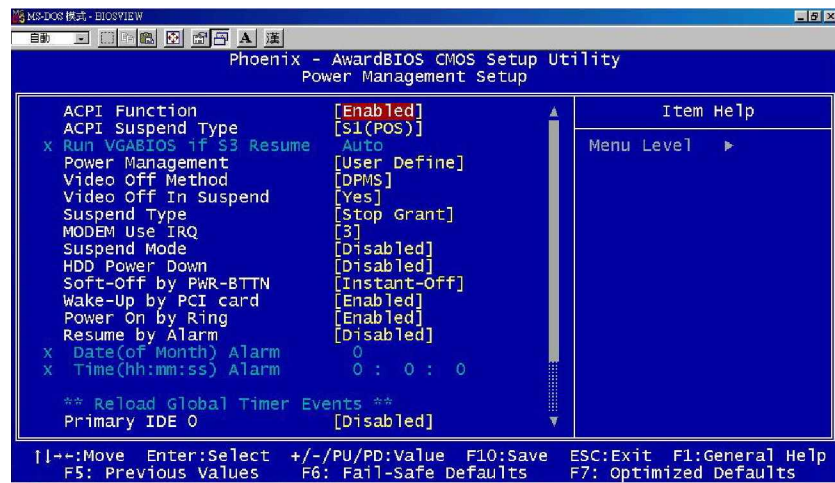 MS-DOS 模式 - BIOSVIEW
自動
A 漢
Phoenix - AwardBIOS CMOS Setup Utility
Power Management Setup
ACPI Function [Enabled]
ACPI Suspend Type [S1(POS)]
x Run VGABIOS if S3 Resume Auto
Power Management [User Define]
Video Off Method [DPMS]
Video Off In Suspend [Yes]
Suspend Type [Stop Grant]
MODEM Use IRQ [3]
Suspend Mode [Disabled]
HDD Power Down [Disabled]
Soft-Off by PWR-BTTN [Instant-Off]
Wake-Up by PCI card [Enabled]
Power On by Ring [Enabled]
Resume by Alarm [Disabled]
x Date(of Month) Alarm 0
x Time(hh:mm:ss) Alarm 0 : 0 : 0
** Reload Global Timer Events **
Primary IDE 0 [Disabled]
Item Help
Menu Level ►
↑↓→←:Move Enter:Select +/-/PU/PD:Value F10:Save ESC:Exit F1:General Help
F5: Previous Values F6: Fail-Safe Defaults F7: Optimized Defaults